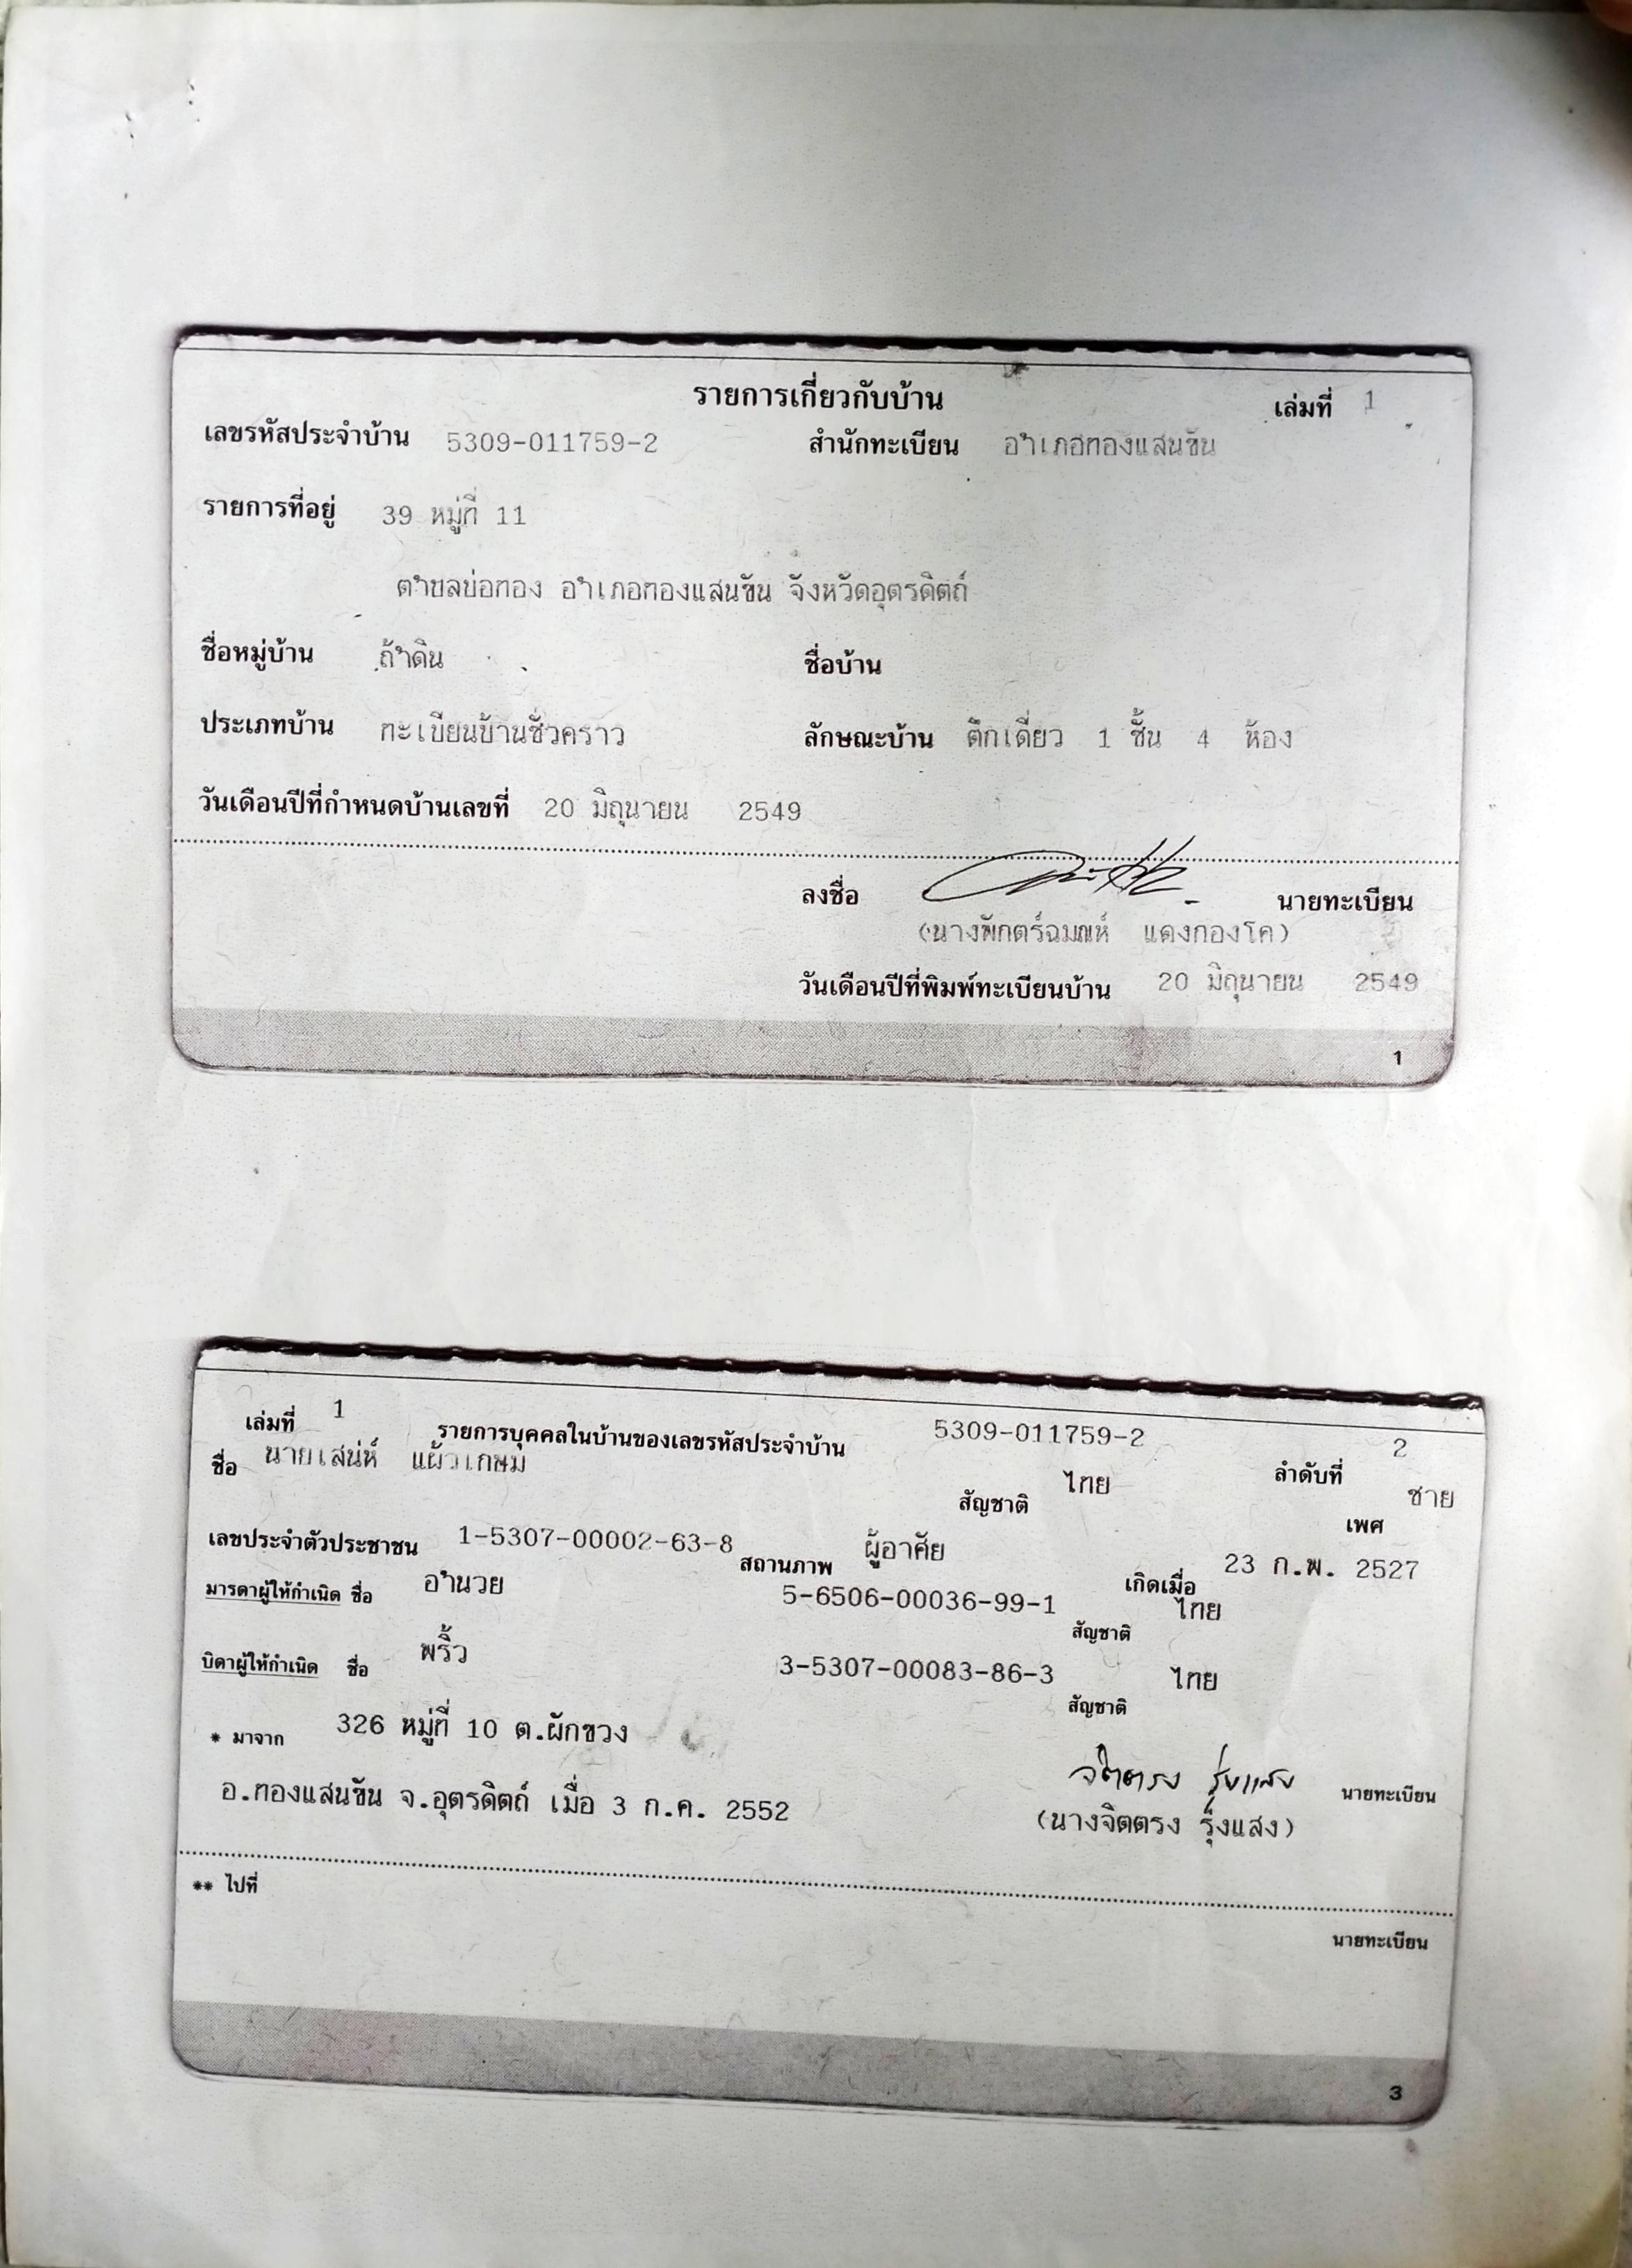 รายการเกี่ยวกับบ้าน เล่มที่ 1
เลขรหัสประจำบ้าน 5309-011759-2 สำนักทะเบียน อำเภอทองแสนขัน
รายการที่อยู่ 39 หมู่ที่ 11
ตำบลบ่อทอง อำเภอทองแสนขัน จังหวัดอุตรดิตถ์
ชื่อหมู่บ้าน ถ้ำดิน ชื่อบ้าน
ประเภทบ้าน ทะเบียนบ้านชั่วคราว ลักษณะบ้าน ตึกเดี่ยว 1 ชั้น 4 ห้อง
วันเดือนปีที่กำหนดบ้านเลขที่ 20 มิถุนายน 2549
ลงชื่อ นายทะเบียน
(นางพักตร์ฉมณห์ แดงกองโค)
วันเดือนปีที่พิมพ์ทะเบียนบ้าน 20 มิถุนายน 2549
1
เล่มที่ 1 รายการบุคคลในบ้านของเลขรหัสประจำบ้าน 5309-011759-2 ลำดับที่ 2
ชื่อ นายเสน่ห์ แผ้วเกษม สัญชาติ ไทย เพศ ชาย
เลขประจำตัวประชาชน 1-5307-00002-63-8 สถานภาพ ผู้อาศัย เกิดเมื่อ 23 ก.พ. 2527
มารดาผู้ให้กำเนิด ชื่อ อำนวย 5-6506-00036-99-1 สัญชาติ ไทย
บิดาผู้ให้กำเนิด ชื่อ พริ้ว 3-5307-00083-86-3 สัญชาติ ไทย
* มาจาก 326 หมู่ที่ 10 ต.ผักขวง
อ.ทองแสนขัน จ.อุตรดิตถ์ เมื่อ 3 ก.ค. 2552 จิตตรง รุ้งแสง นายทะเบียน
(นางจิตตรง รุ้งแสง)
** ไปที่
นายทะเบียน
3